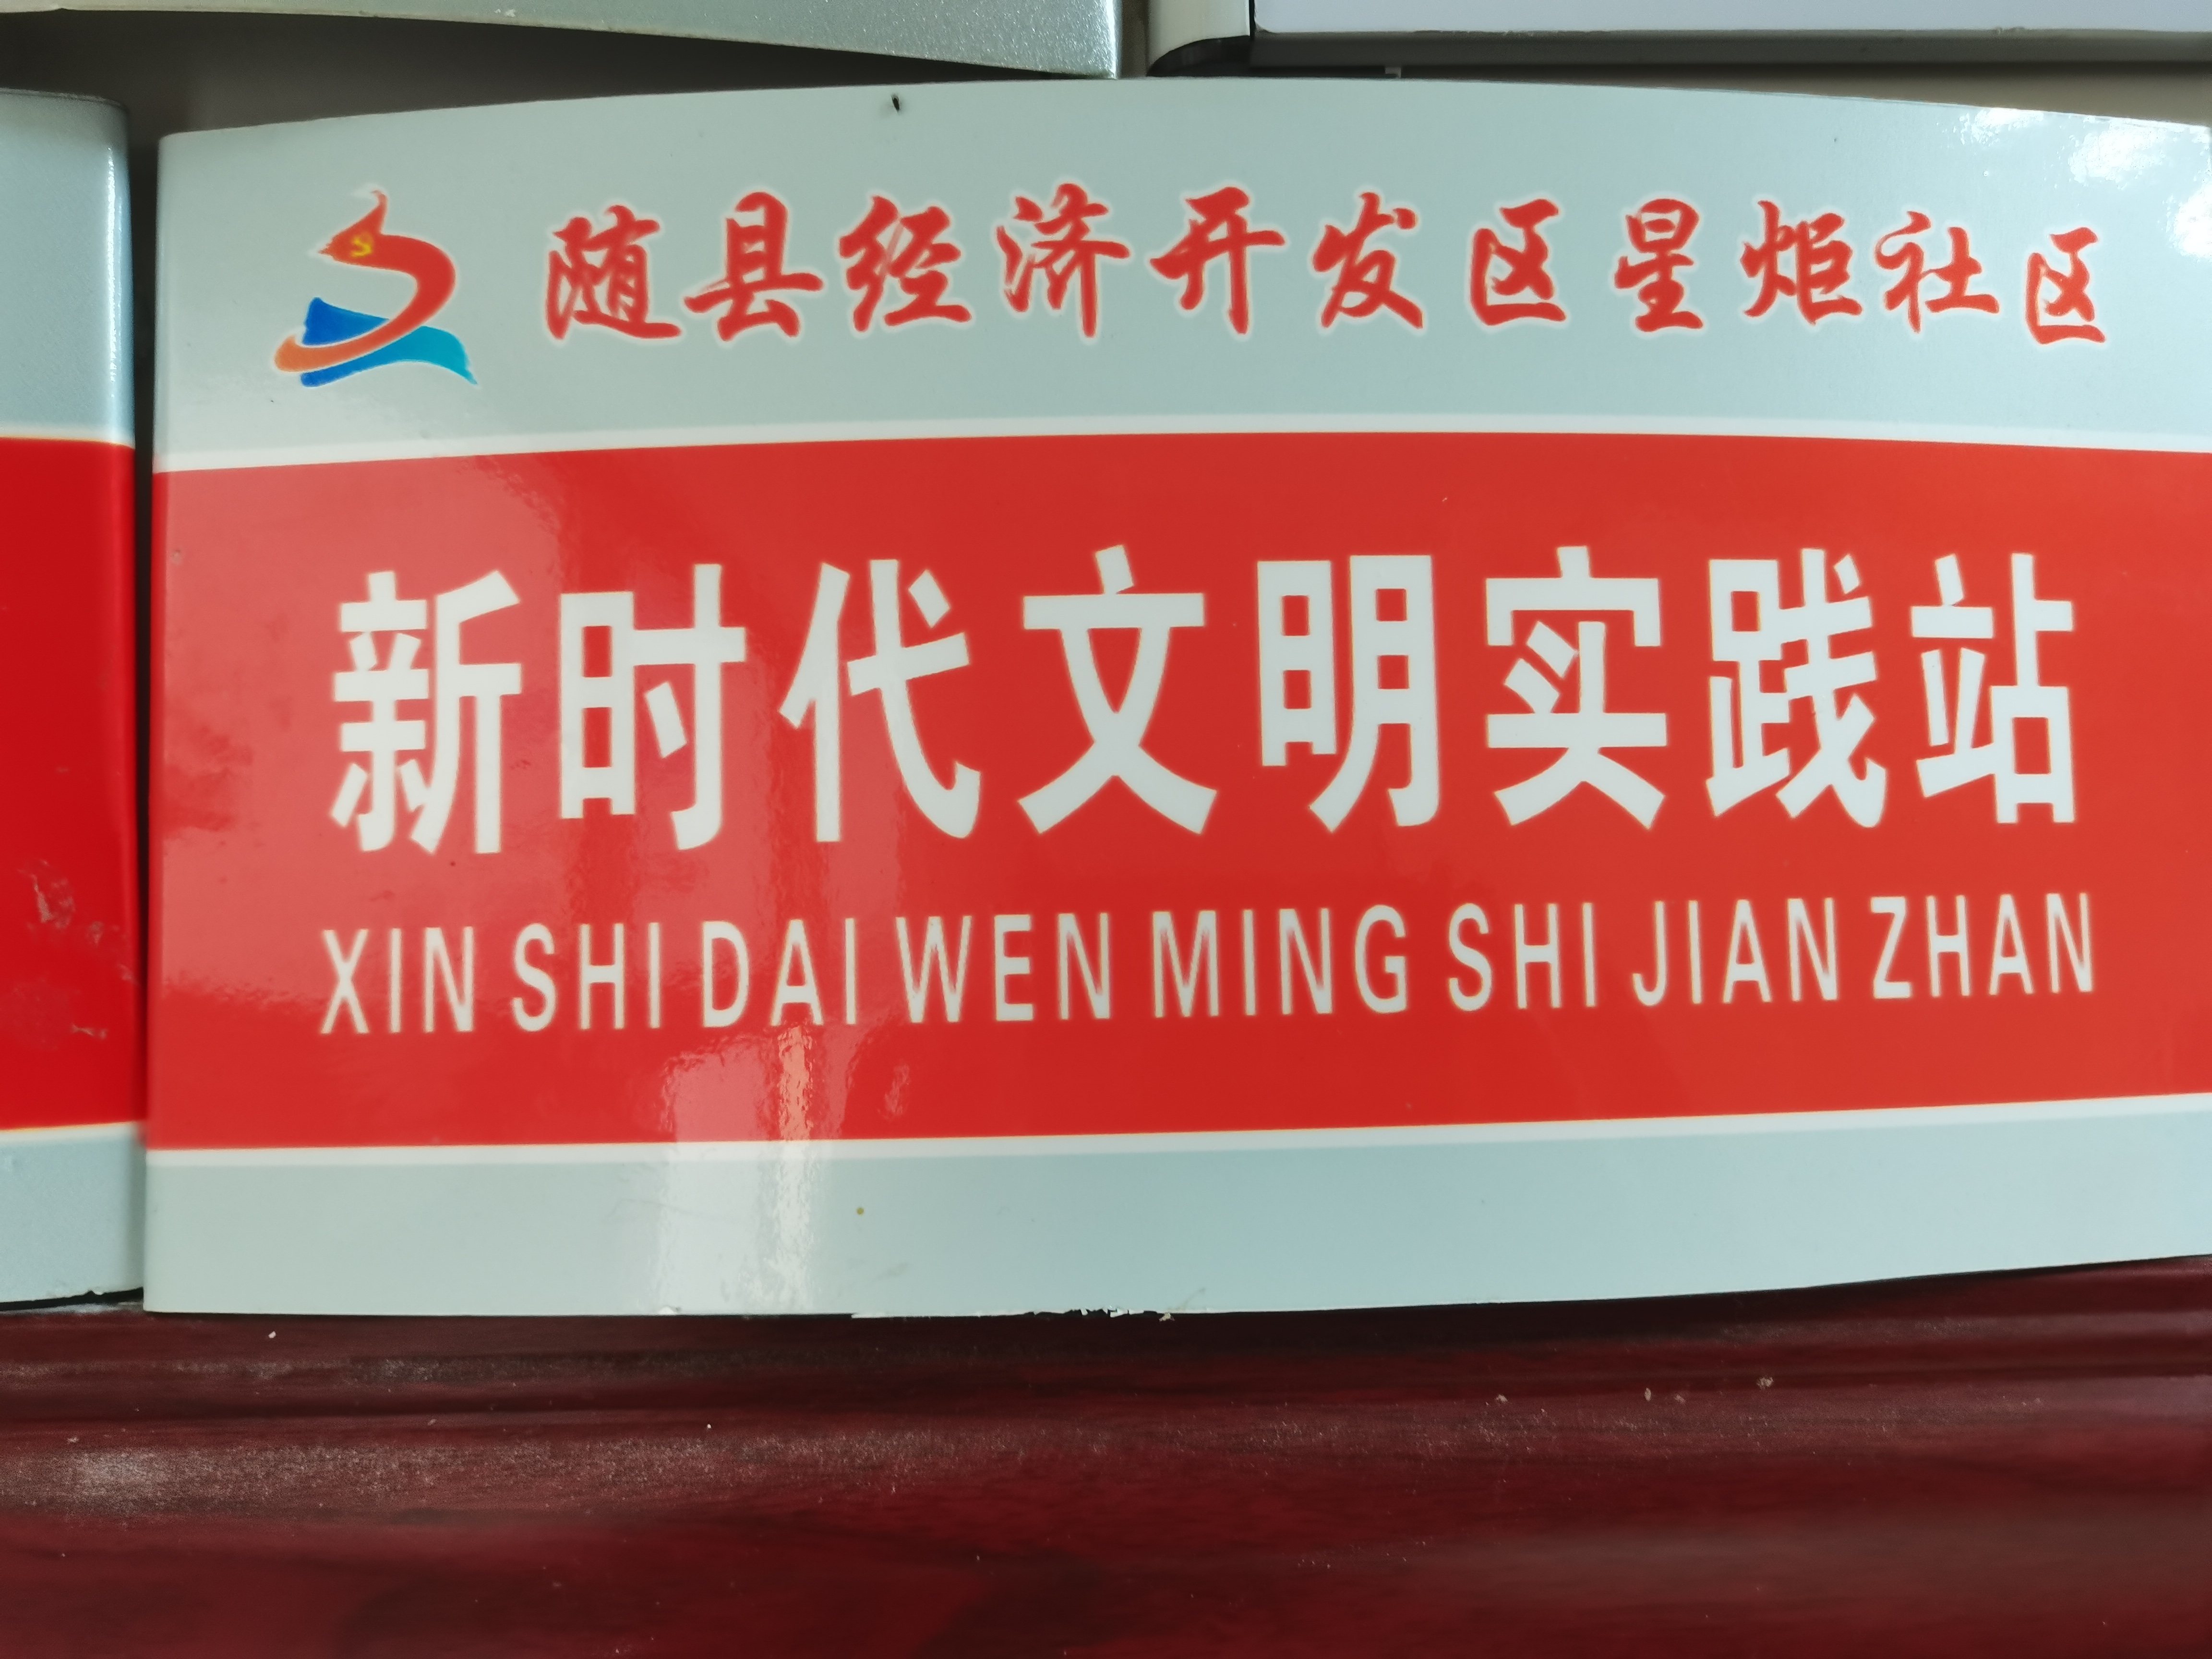 随县经济开发区星炬社区
新时代文明实践站
XIN SHI DAI WEN MING SHI JIAN ZHAN